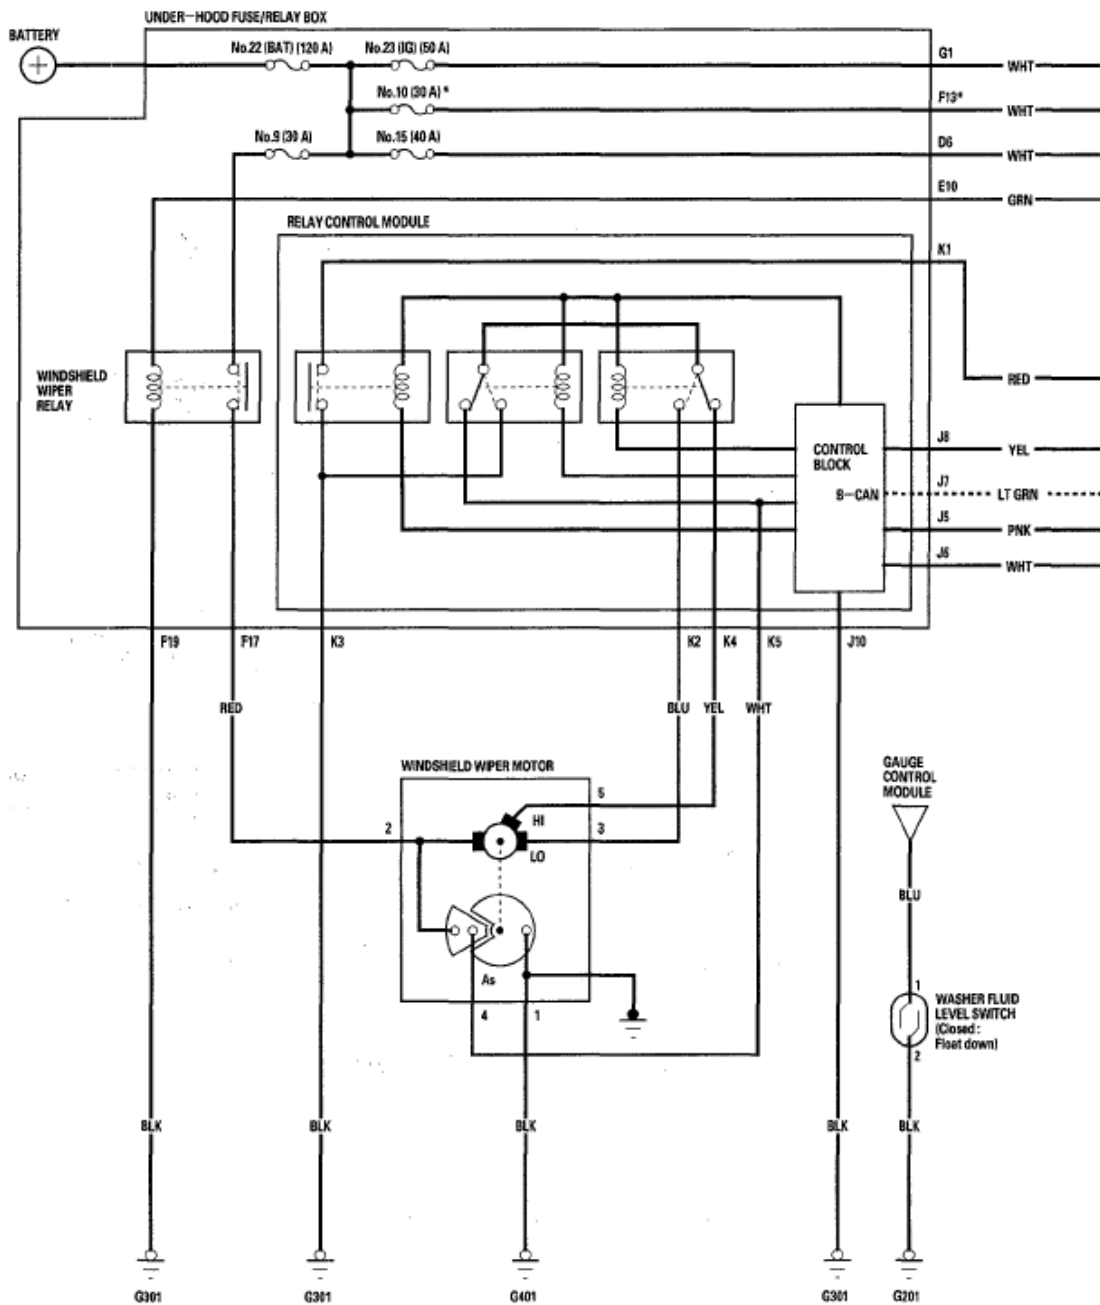 UNDER-HOOD FUSE/RELAY BOX
BATTERY
No.22 (BAT) (120 A)
No.23 (IG) (50 A)
G1
WHT
No.10 (30 A) *
F13*
WHT
No.9 (30 A)
No.15 (40 A)
D6
WHT
E10
GRN
RELAY CONTROL MODULE
K1
WINDSHIELD
WIPER
RELAY
RED
CONTROL
BLOCK
J8
YEL
B-CAN
J7
LT GRN
J5
PNK
J6
WHT
F19
F17
K3
K2
K4
K5
J10
RED
BLU
YEL
WHT
WINDSHIELD WIPER MOTOR
GAUGE
CONTROL
MODULE
5
HI
2
3
LO
BLU
As
4
1
1
WASHER FLUID
LEVEL SWITCH
(Closed :
Float down)
2
BLK
BLK
BLK
BLK
BLK
G301
G301
G401
G301
G201